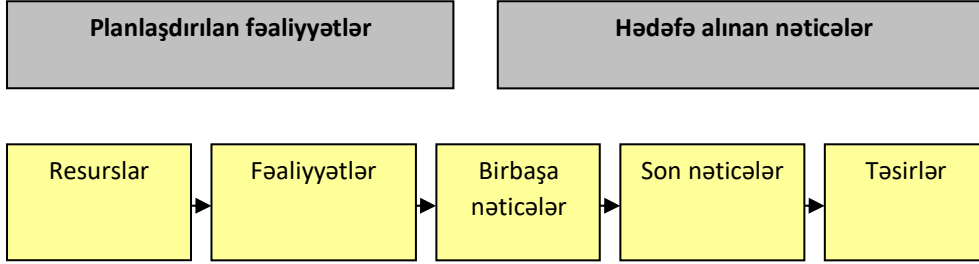 Planlaşdırılan fəaliyyətlər
Hədəfə alınan nəticələr
Resurslar
Fəaliyyətlər
Birbaşa
nəticələr
Son nəticələr
Təsirlər